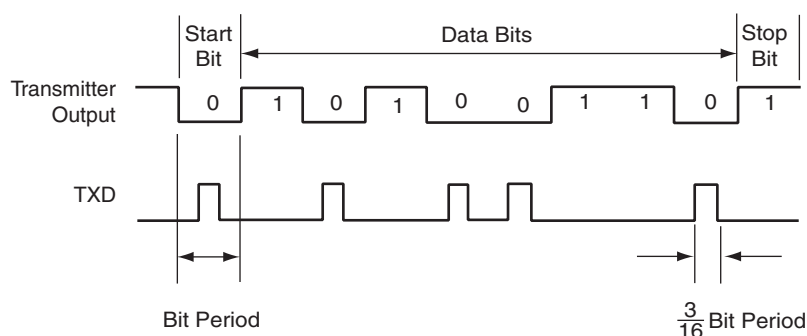 Start Bit
Data Bits
Stop Bit
Transmitter Output
0 1 0 1 0 0 1 1 0 1
TXD
Bit Period
3/16 Bit Period